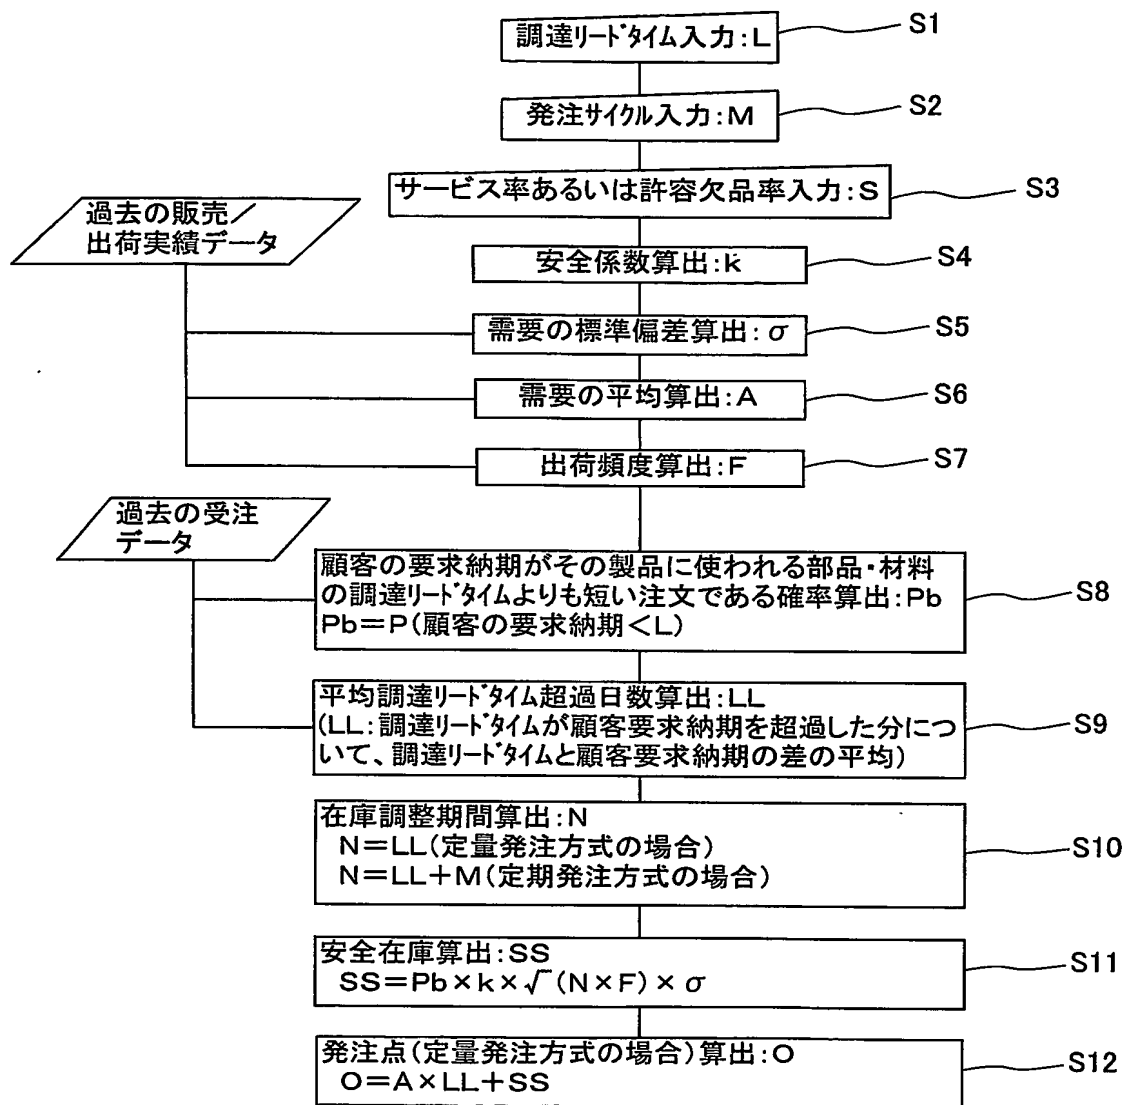 調達リードタイム入力:L
S1
発注サイクル入力:M
S2
サービス率あるいは許容欠品率入力:S
S3
過去の販売/
出荷実績データ
安全係数算出:k
S4
需要の標準偏差算出:σ
S5
需要の平均算出:A
S6
出荷頻度算出:F
S7
過去の受注
データ
顧客の要求納期がその製品に使われる部品・材料
の調達リードタイムよりも短い注文である確率算出:Pb
Pb=P(顧客の要求納期<L)
S8
平均調達リードタイム超過日数算出:LL
(LL:調達リードタイムが顧客要求納期を超過した分につ
いて、調達リードタイムと顧客要求納期の差の平均)
S9
在庫調整期間算出:N
N=LL(定量発注方式の場合)
N=LL+M(定期発注方式の場合)
S10
安全在庫算出:SS
SS=Pb×k×√(N×F)×σ
S11
発注点(定量発注方式の場合)算出:O
O=A×LL+SS
S12